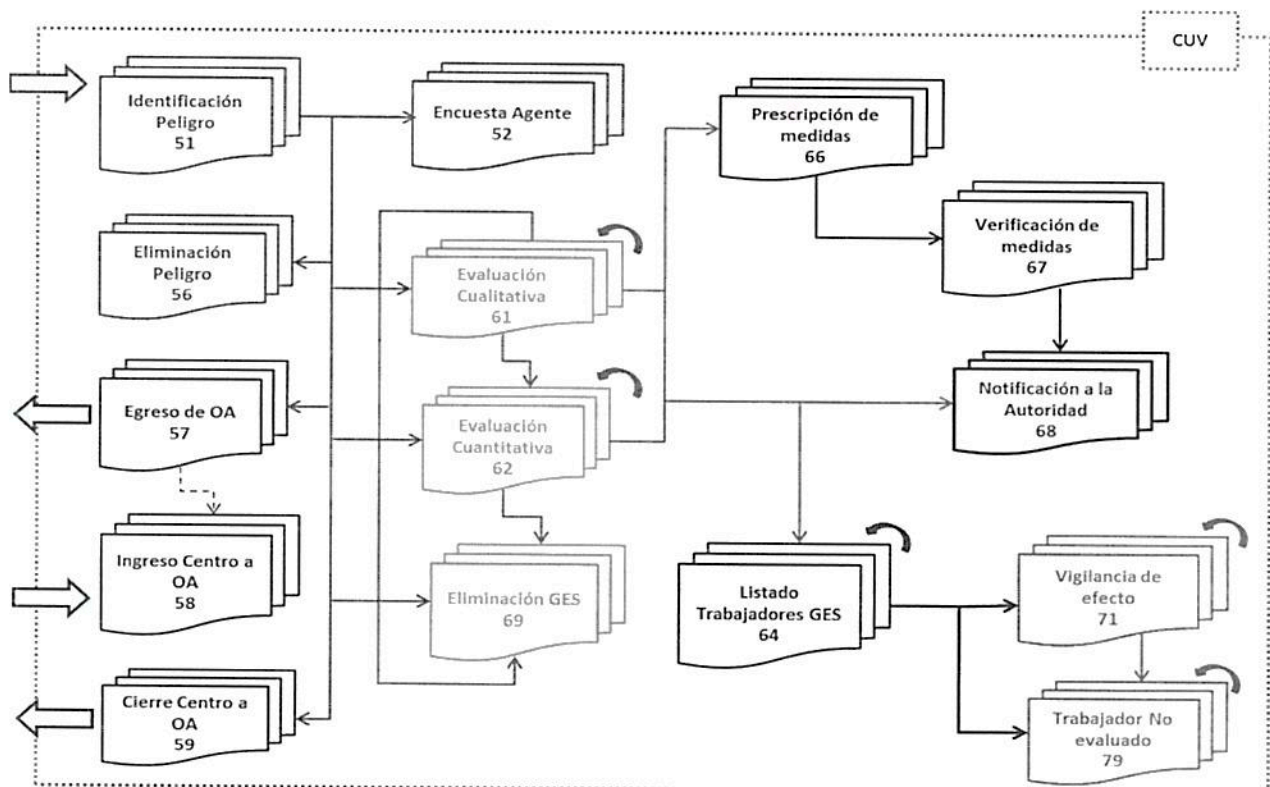 CUV
Identificación
Peligro
51
Encuesta Agente
52
Prescripción de
medidas
66
Verificación de
medidas
67
Eliminación
Peligro
56
Evaluación
Cualitativa
61
Egreso de OA
57
Evaluación
Cuantitativa
62
Notificación a la
Autoridad
68
Ingreso Centro a
OA
58
Eliminación GES
69
Listado
Trabajadores GES
64
Vigilancia de
efecto
71
Cierre Centro a
OA
59
Trabajador No
evaluado
79